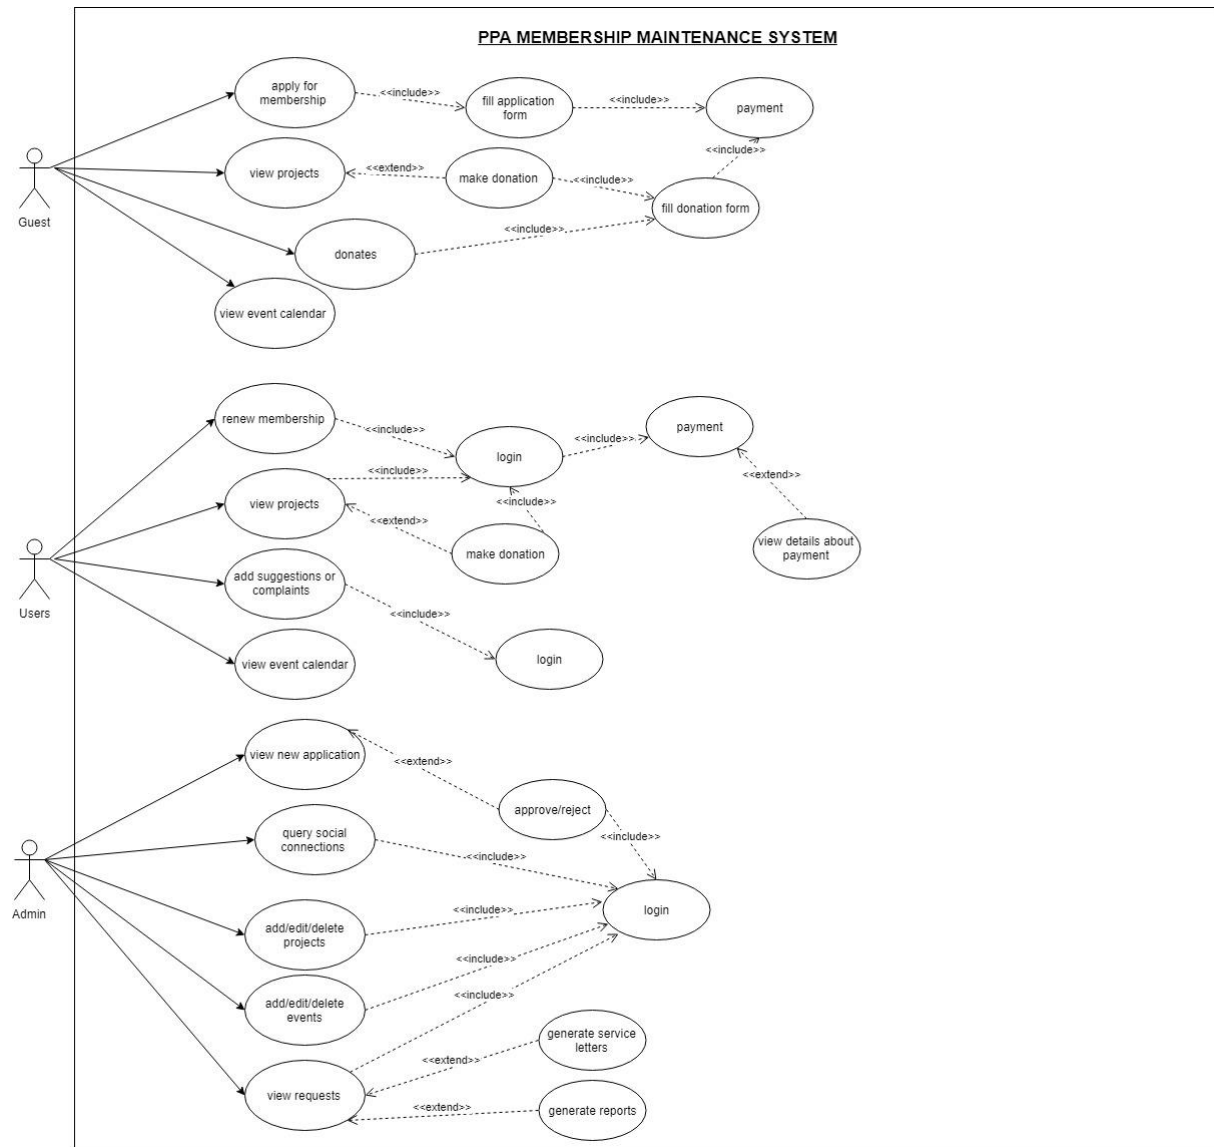 PPA MEMBERSHIP MAINTENANCE SYSTEM
apply for
membership
<<include>>
fill application
form
<<include>>
payment
<<include>>
view projects
<<extend>>
make donation
<<include>>
fill donation form
Guest
<<include>>
donates
view event calendar
renew membership
<<include>>
login
<<include>>
payment
<<include>>
<<extend>>
view projects
<<include>>
<<extend>>
make donation
view details about
payment
Users
add suggestions or
complaints
<<include>>
login
view event calendar
view new application
<<extend>>
approve/reject
<<include>>
query social
connections
<<include>>
Admin
login
add/edit/delete
projects
<<include>>
<<include>>
add/edit/delete
events
<<include>>
generate service
letters
<<extend>>
view requests
<<extend>>
generate reports